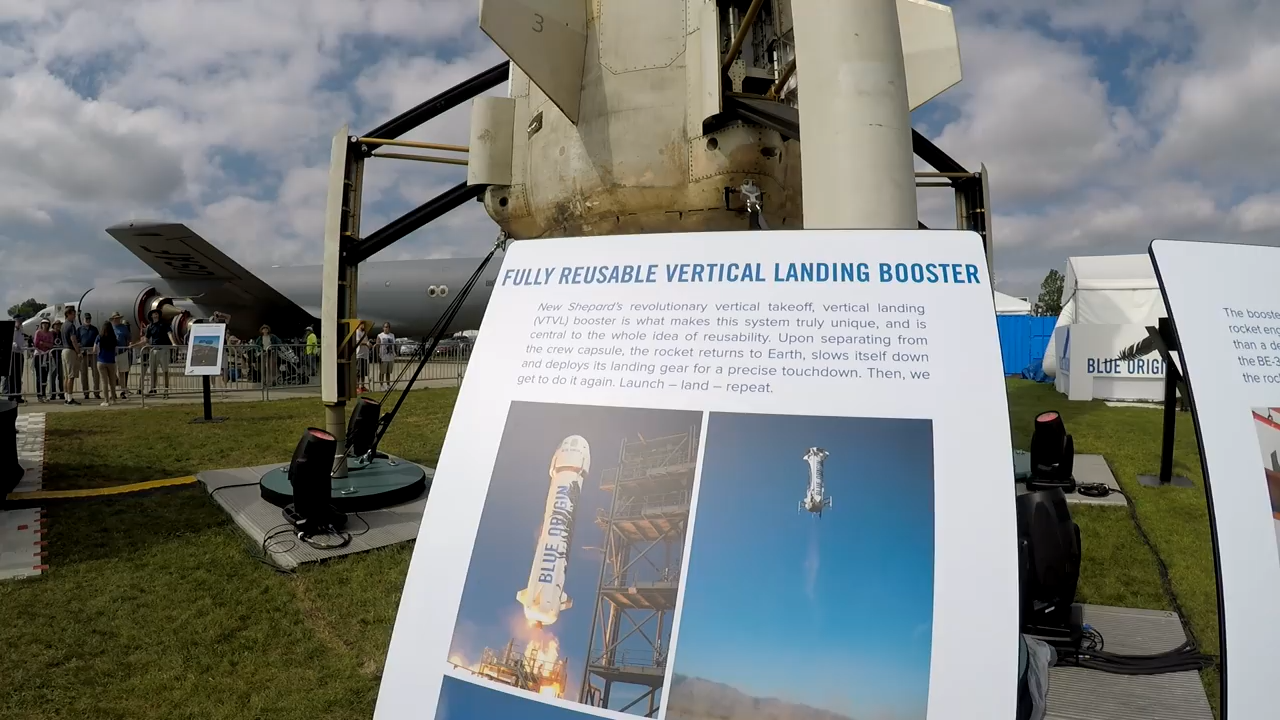 3
FULLY REUSABLE VERTICAL LANDING BOOSTER
New Shepard's revolutionary vertical takeoff, vertical landing
(VTVL) booster is what makes this system truly unique, and is
central to the whole idea of reusability. Upon separating from
the crew capsule, the rocket returns to Earth, slows itself down
and deploys its landing gear for a precise touchdown. Then, we
get to do it again. Launch – land – repeat.
BLUE ORIGIN
BLUE ORIGI
The booste
rocket en
than a de
the BE-
the roc